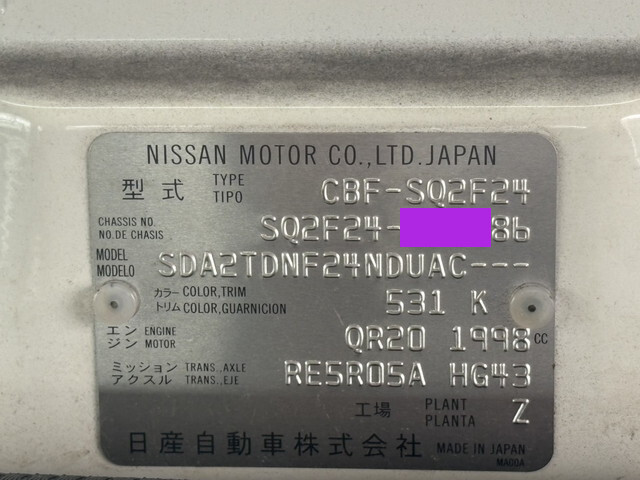 NISSAN MOTOR CO.,LTD.JAPAN
型式 TYPE TIPO CBF-SQ2F24
CHASSIS NO. NO.DE CHASIS SQ2F24-86
MODEL MODELO SDA2TDNF24NDUAC---
カラー COLOR,TRIM トリム COLOR,GUARNICION 531 K
エンジン ENGINE MOTOR QR20 1998 CC
ミッション TRANS.,AXLE アクスル TRANS.,EJE RE5R05A HG43
工場 PLANT PLANTA Z
日産自動車株式会社 MADE IN JAPAN
MA00A